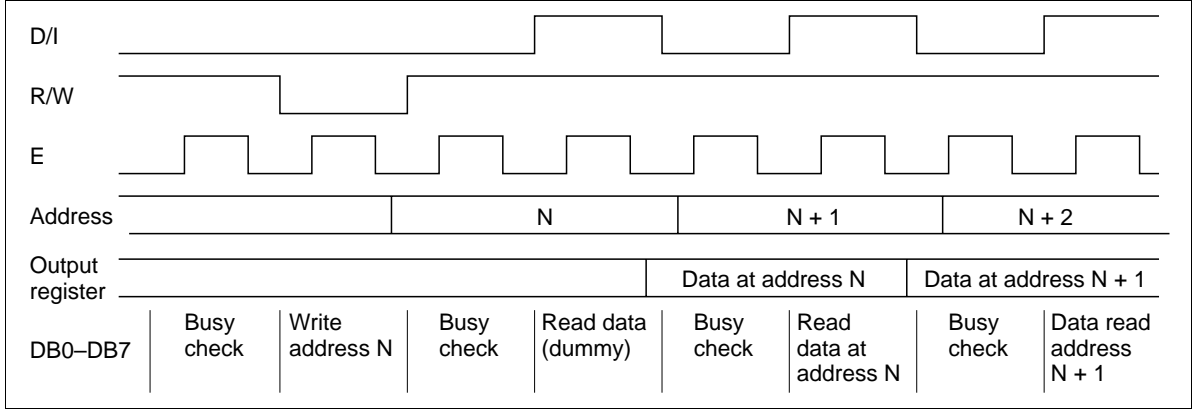 D/I
R/W
E
Address
N
N + 1
N + 2
Output
register
Data at address N
Data at address N + 1
DB0–DB7
Busy
check
Write
address N
Busy
check
Read data
(dummy)
Busy
check
Read
data at
address N
Busy
check
Data read
address
N + 1